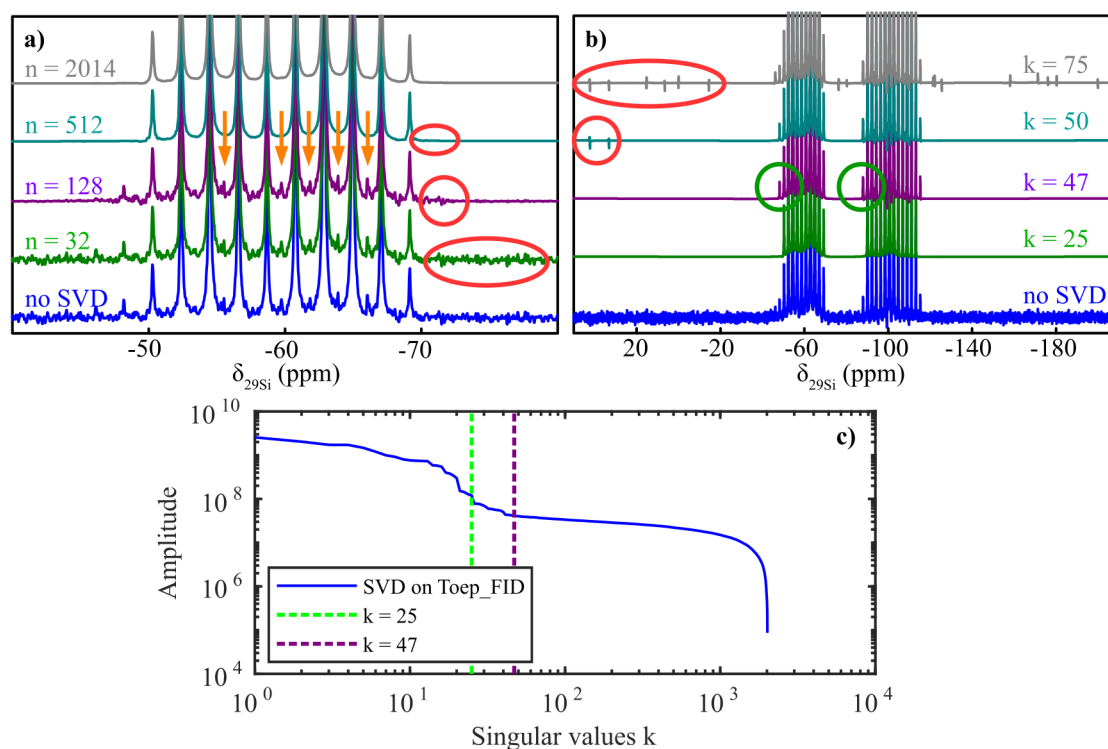 a)
n = 2014
n = 512
n = 128
n = 32
no SVD
-50
-60
-70
δ29Si (ppm)
b)
k = 75
k = 50
k = 47
k = 25
no SVD
20
-20
-60
-100
-140
-180
δ29Si (ppm)
c)
10^10
10^8
10^6
10^4
Amplitude
SVD on Toep_FID
k = 25
k = 47
10^0
10^1
10^2
10^3
10^4
Singular values k